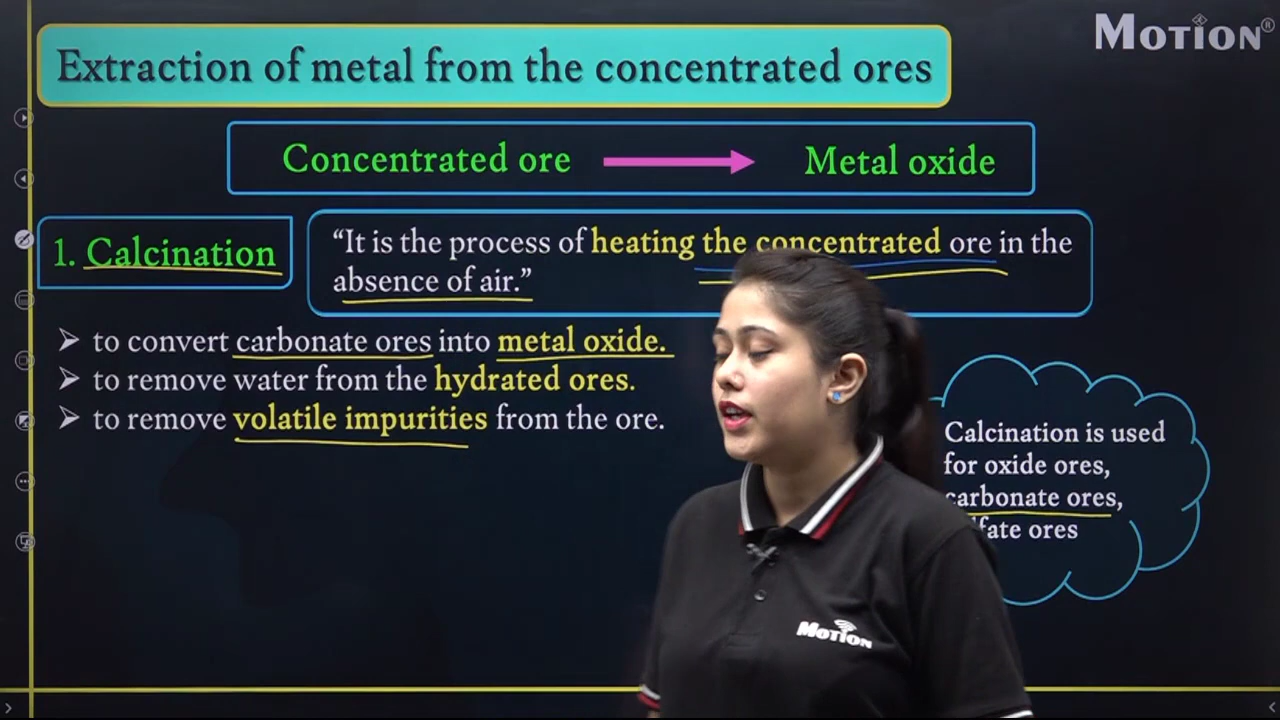 MOTION®
Extraction of metal from the concentrated ores
Concentrated ore
Metal oxide
1. Calcination
“It is the process of heating the concentrated ore in the
absence of air.”
➢ to convert carbonate ores into metal oxide.
➢ to remove water from the hydrated ores.
➢ to remove volatile impurities from the ore.
Calcination is used
for oxide ores,
carbonate ores,
ores
MOTION